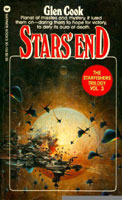 Glen Cook
Planet of missiles and mystery, it lured
them on—daring them to hope for victory,
to defy its aura of death.
STARS' END
THE
STARFISHERS
TRILOGY
VOL. 3